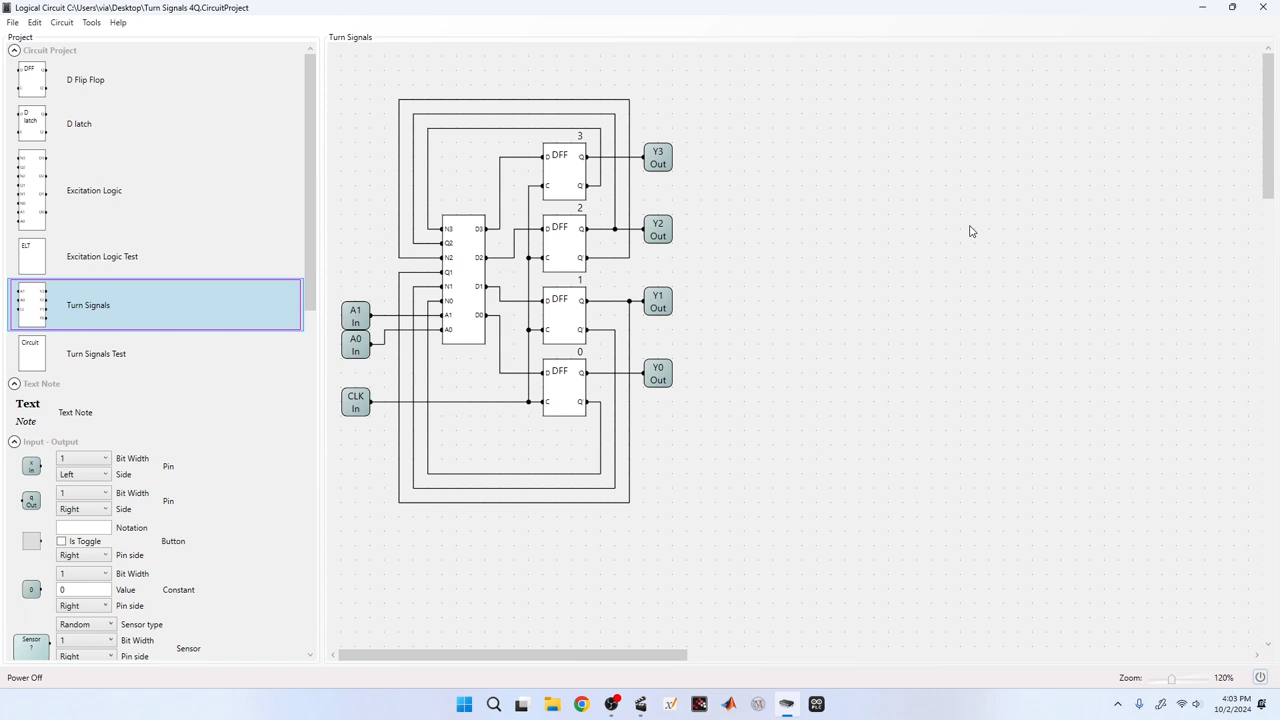 Logical Circuit C:\Users\via\Desktop\Turn Signals 4Q.CircuitProject
File Edit Circuit Tools Help
Project
Circuit Project
DFF
D Flip Flop
D latch
D latch
Excitation Logic
ELT
Excitation Logic Test
Turn Signals
Circuit
Turn Signals Test
Text Note
Text
Note
Text Note
Input - Output
x In
1 Bit Width
Left Side
Pin
q Out
1 Bit Width
Right Side
Pin
Notation
Is Toggle
Button
Right Pin side
1 Bit Width
0
0 Value
Constant
Right Pin side
Random Sensor type
Sensor
?
1 Bit Width
Sensor
Right Pin side
Turn Signals
3
D DFF Q
C Q'
Y3
Out
2
D DFF Q
C Q'
Y2
Out
1
D DFF Q
C Q'
Y1
Out
0
D DFF Q
C Q'
Y0
Out
N3 D3
Q2
N2 D2
Q1
N1 D1
N0
A1 D0
A0
A1
In
A0
In
CLK
In
Power Off
Zoom: 120%
4:03 PM
10/2/2024